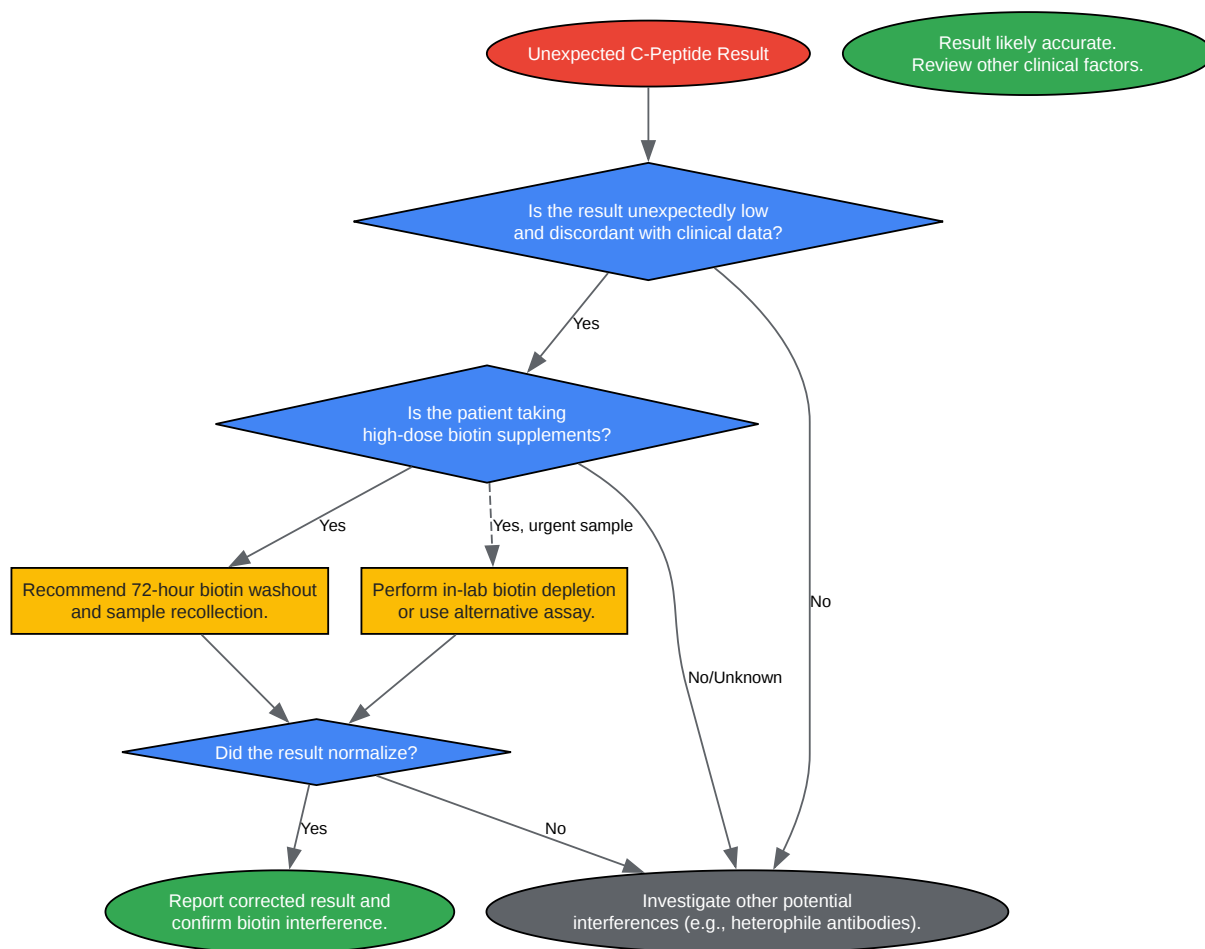 Unexpected C-Peptide Result
Result likely accurate.
Review other clinical factors.
Is the result unexpectedly low
and discordant with clinical data?
Yes
Is the patient taking
high-dose biotin supplements?
Yes
Yes, urgent sample
Recommend 72-hour biotin washout
and sample recollection.
Perform in-lab biotin depletion
or use alternative assay.
No
No/Unknown
Did the result normalize?
Yes
No
Report corrected result and
confirm biotin interference.
Investigate other potential
interferences (e.g., heterophile antibodies).